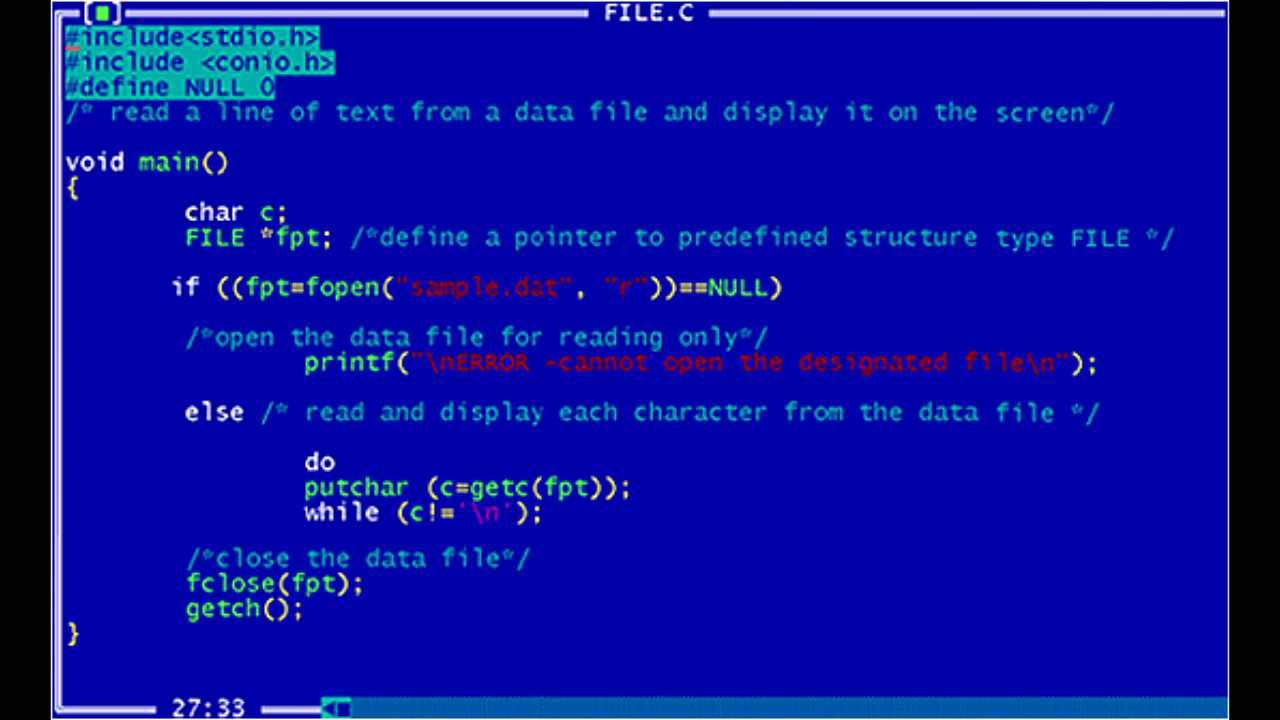 FILE.C
#include<stdio.h>
#include <conio.h>
#define NULL 0
/* read a line of text from a data file and display it on the screen*/
void main()
{
char c;
FILE *fpt; /*define a pointer to predefined structure type FILE */
if ((fpt=fopen("sample.dat", "r"))==NULL)
/*open the data file for reading only*/
printf("\nERROR -cannot open the designated file\n");
else /* read and display each character from the data file */
do
putchar (c=getc(fpt));
while (c!='\n');
/*close the data file*/
fclose(fpt);
getch();
}
27:33